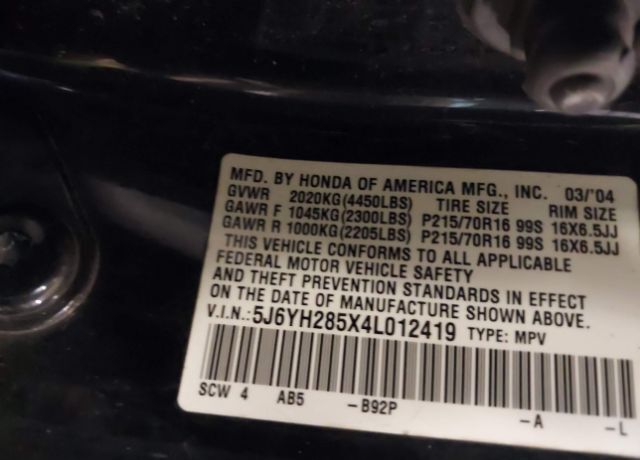 MFD. BY HONDA OF AMERICA MFG., INC. 03/'04
GVWR 2020KG(4450LBS) TIRE SIZE RIM SIZE
GAWR F 1045KG(2300LBS) P215/70R16 99S 16X6.5JJ
GAWR R 1000KG(2205LBS) P215/70R16 99S 16X6.5JJ
THIS VEHICLE CONFORMS TO ALL APPLICABLE
FEDERAL MOTOR VEHICLE SAFETY
AND THEFT PREVENTION STANDARDS IN EFFECT
ON THE DATE OF MANUFACTURE SHOWN ABOVE.
V.I.N.:5J6YH285X4L012419 TYPE: MPV
SCW 4 AB5 -B92P -A -L